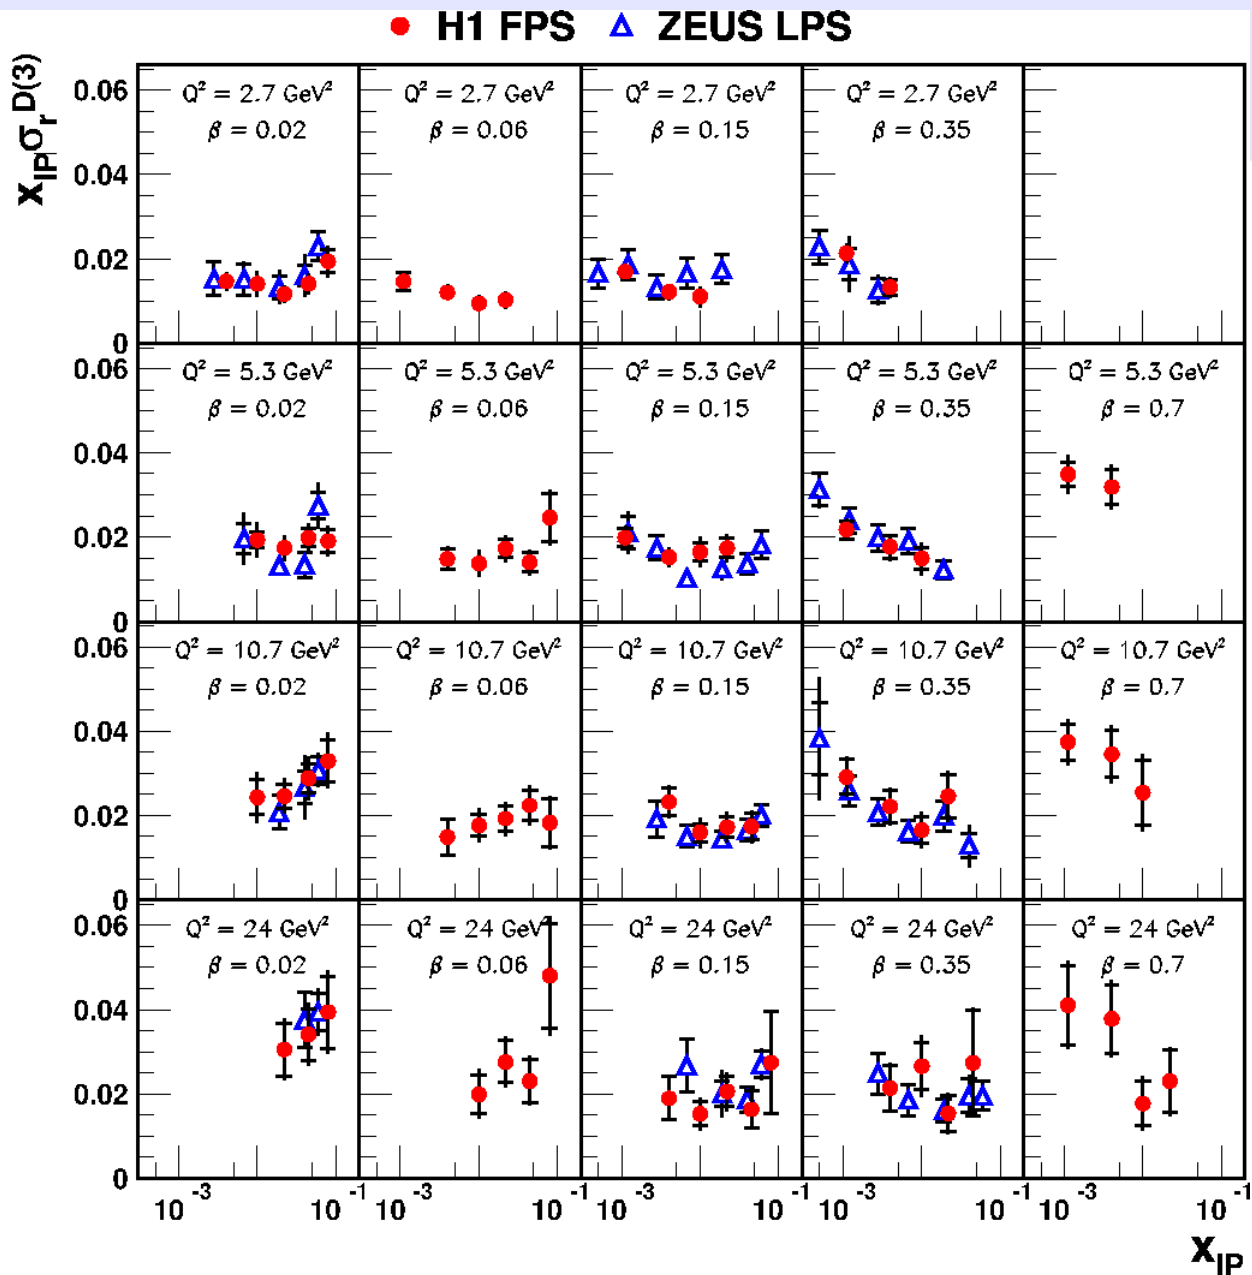 H1 FPS ZEUS LPS
x_IP σ_r^D(3)
0.06
0.04
0.02
0
Q² = 2.7 GeV²
β = 0.02
Q² = 2.7 GeV²
β = 0.06
Q² = 2.7 GeV²
β = 0.15
Q² = 2.7 GeV²
β = 0.35
0.06
0.04
0.02
0
Q² = 5.3 GeV²
β = 0.02
Q² = 5.3 GeV²
β = 0.06
Q² = 5.3 GeV²
β = 0.15
Q² = 5.3 GeV²
β = 0.35
Q² = 5.3 GeV²
β = 0.7
0.06
0.04
0.02
0
Q² = 10.7 GeV²
β = 0.02
Q² = 10.7 GeV²
β = 0.06
Q² = 10.7 GeV²
β = 0.15
Q² = 10.7 GeV²
β = 0.35
Q² = 10.7 GeV²
β = 0.7
0.06
0.04
0.02
0
Q² = 24 GeV²
β = 0.02
Q² = 24 GeV²
β = 0.06
Q² = 24 GeV²
β = 0.15
Q² = 24 GeV²
β = 0.35
Q² = 24 GeV²
β = 0.7
10⁻³ 10⁻¹ 10⁻³ 10⁻¹ 10⁻³ 10⁻¹ 10⁻³ 10⁻¹ 10⁻³ 10⁻¹
x_IP